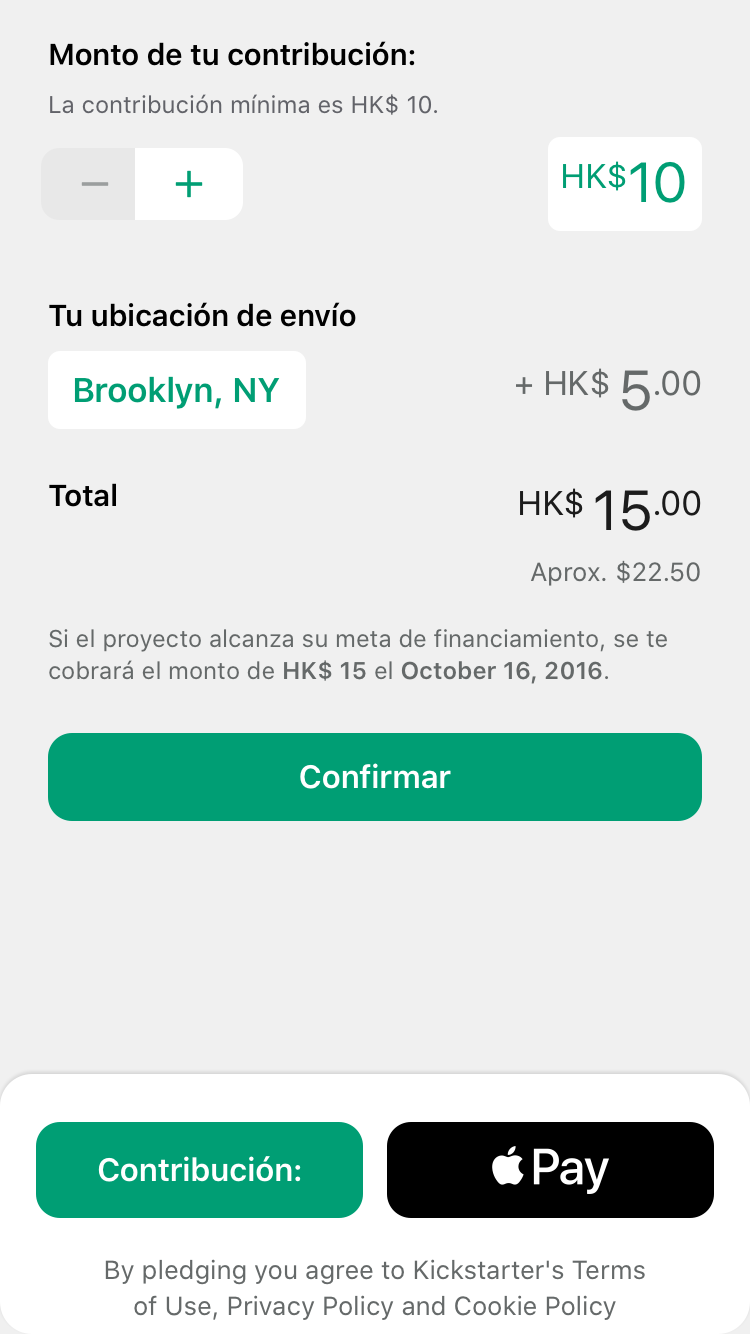 Monto de tu contribución:
La contribución mínima es HK$ 10.
− +
HK$10
Tu ubicación de envío
Brooklyn, NY
+ HK$ 5.00
Total
HK$ 15.00
Aprox. $22.50
Si el proyecto alcanza su meta de financiamiento, se te
cobrará el monto de HK$ 15 el October 16, 2016.
Confirmar
Contribución:
Pay
By pledging you agree to Kickstarter's Terms
of Use, Privacy Policy and Cookie Policy